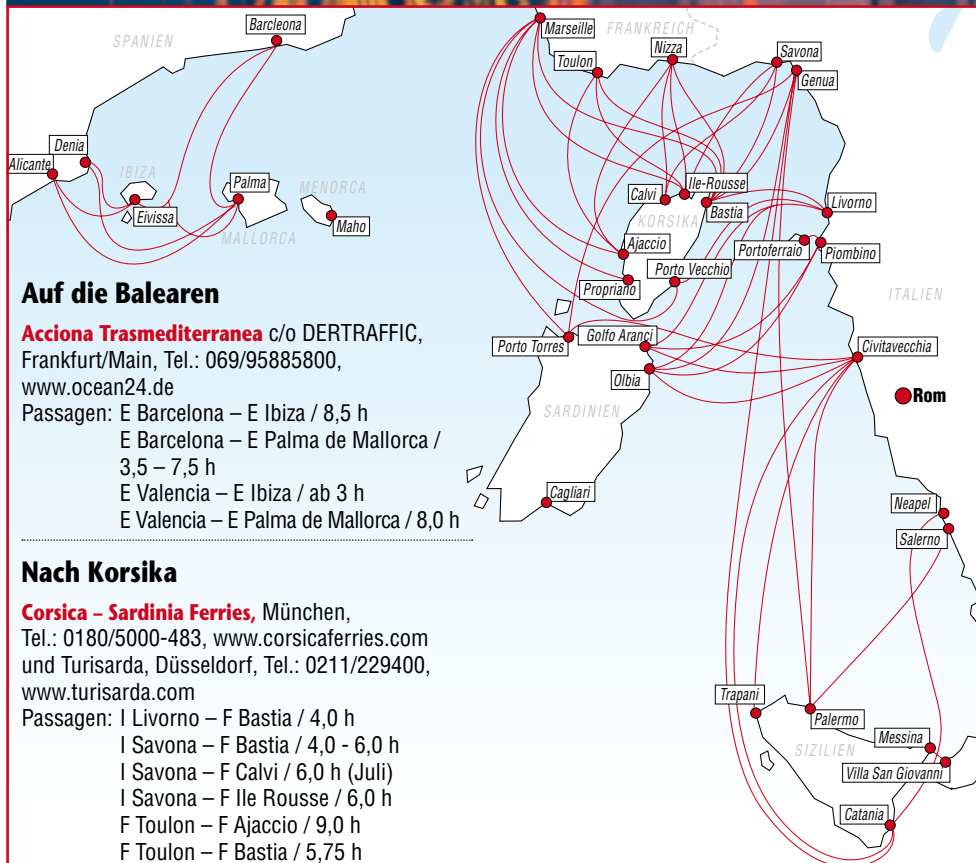 SPANIEN
Barcleona
Denia
Alicante
IBIZA
Eivissa
Palma
MALLORCA
MENORCA
Maho
Marseille
FRANKREICH
Toulon
Nizza
Savona
Genua
Calvi
Ile-Rousse
KORSIKA
Bastia
Livorno
Ajaccio
Portoferraio
Piombino
Propriano
Porto Vecchio
ITALIEN
Porto Torres
Golfo Aranci
Civitavecchia
Olbia
Rom
SARDINIEN
Cagliari
Neapel
Salerno
Trapani
Palermo
SIZILIEN
Messina
Villa San Giovanni
Catania
Auf die Balearen
Acciona Trasmediterranea c/o DERTRAFFIC,
Frankfurt/Main, Tel.: 069/95885800,
www.ocean24.de
Passagen: E Barcelona – E Ibiza / 8,5 h
E Barcelona – E Palma de Mallorca /
3,5 – 7,5 h
E Valencia – E Ibiza / ab 3 h
E Valencia – E Palma de Mallorca / 8,0 h
Nach Korsika
Corsica – Sardinia Ferries, München,
Tel.: 0180/5000-483, www.corsicaferries.com
und Turisarda, Düsseldorf, Tel.: 0211/229400,
www.turisarda.com
Passagen: I Livorno – F Bastia / 4,0 h
I Savona – F Bastia / 4,0 - 6,0 h
I Savona – F Calvi / 6,0 h (Juli)
I Savona – F Ile Rousse / 6,0 h
F Toulon – F Ajaccio / 9,0 h
F Toulon – F Bastia / 5,75 h